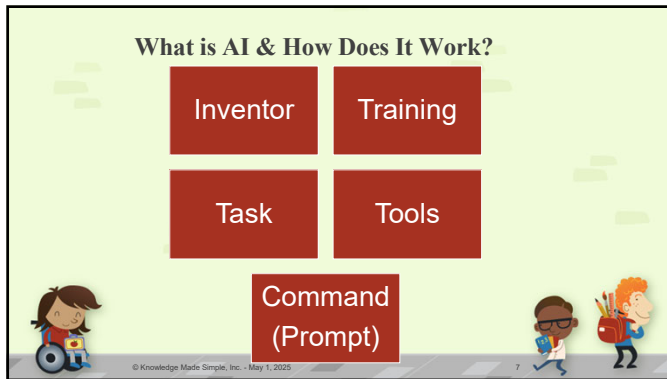 What is AI & How Does It Work?
Inventor
Training
Task
Tools
Command
(Prompt)
© Knowledge Made Simple, Inc. - May 1, 2025
7